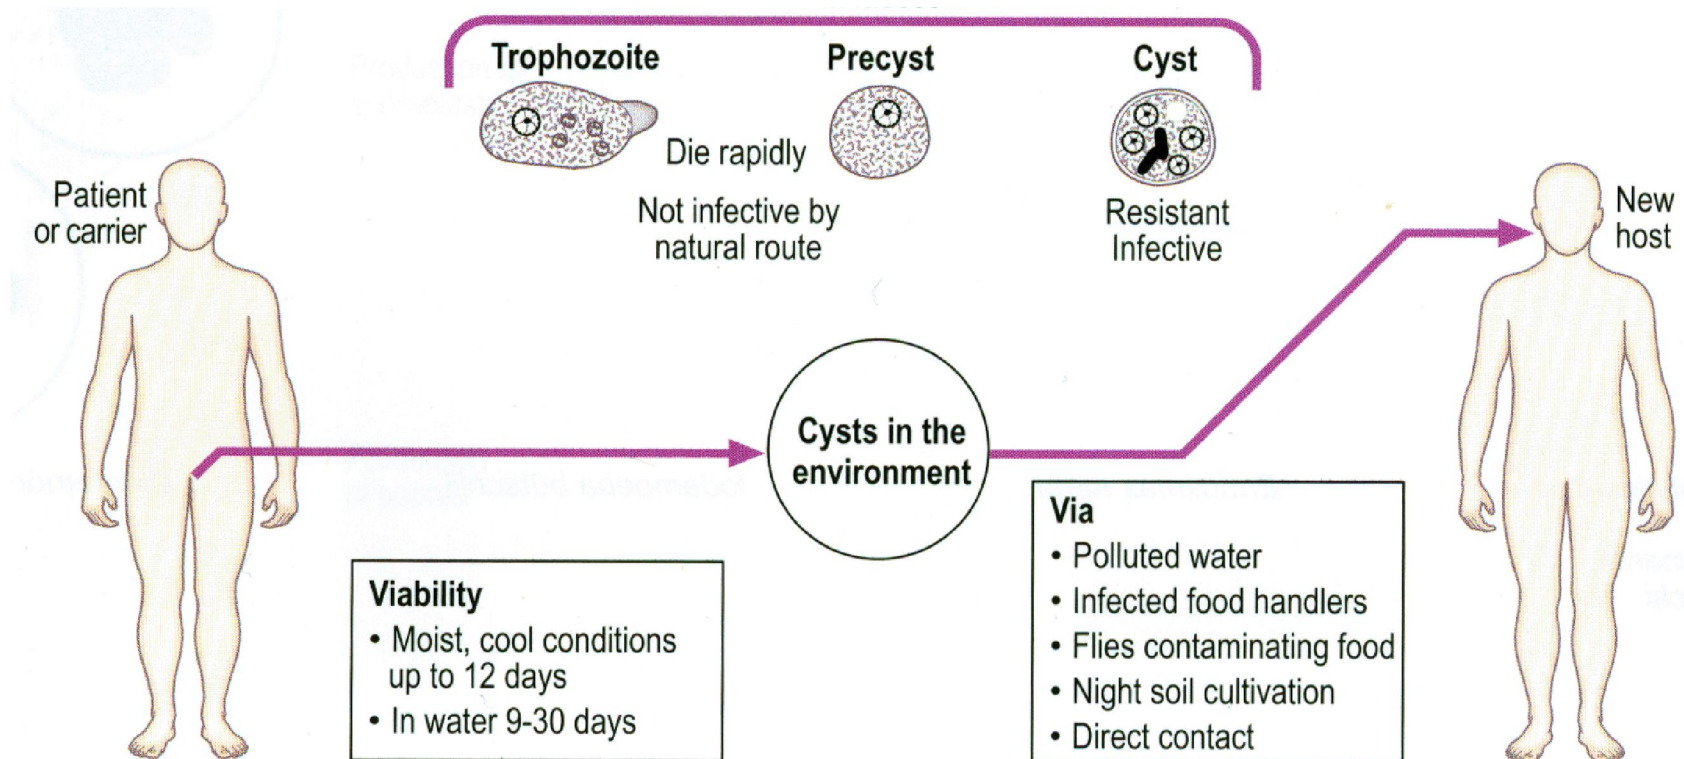 Trophozoite
Precyst
Cyst
Die rapidly
Not infective by
natural route
Resistant
Infective
Patient
or carrier
New
host
Cysts in the
environment
Viability
• Moist, cool conditions
up to 12 days
• In water 9-30 days
Via
• Polluted water
• Infected food handlers
• Flies contaminating food
• Night soil cultivation
• Direct contact